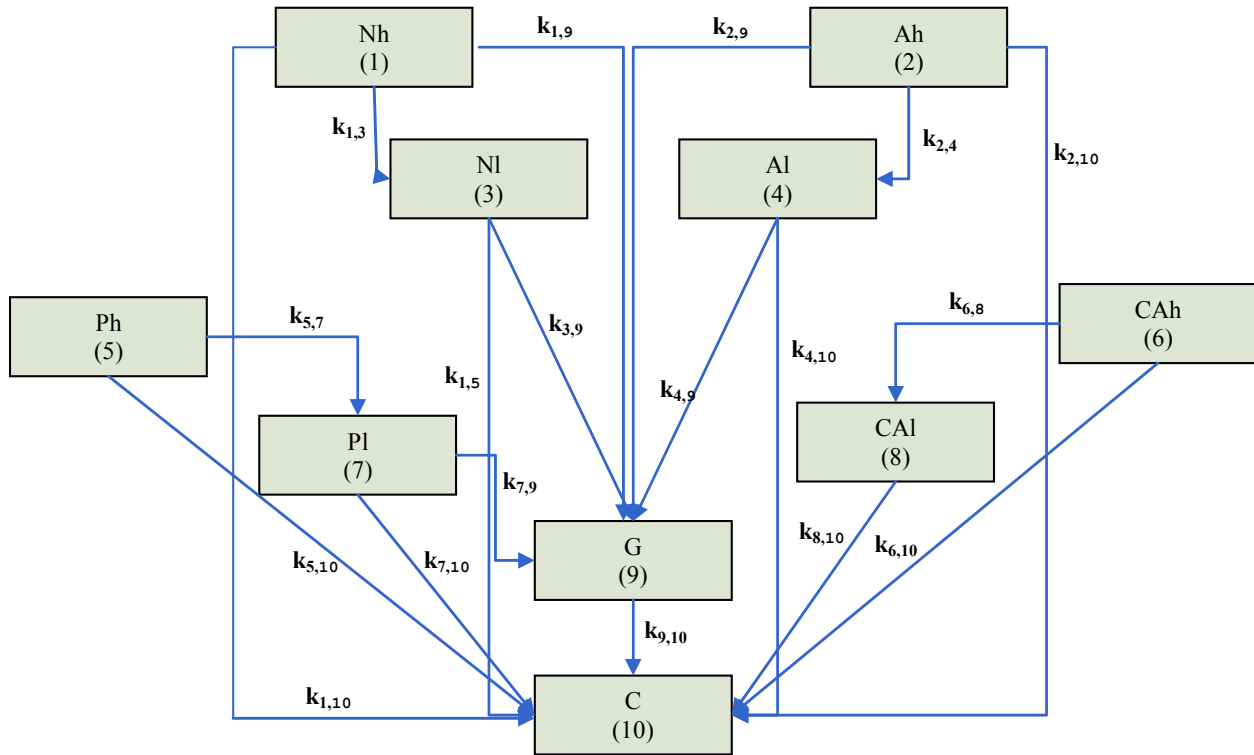 Nh
(1)
k1,9
k2,9
Ah
(2)
k1,3
k2,4
k2,10
Nl
(3)
Al
(4)
Ph
(5)
k5,7
k3,9
k6,8
CAh
(6)
k1,5
k4,9
k4,10
Pl
(7)
CAl
(8)
k7,9
k5,10
k7,10
G
(9)
k8,10
k6,10
k9,10
k1,10
C
(10)